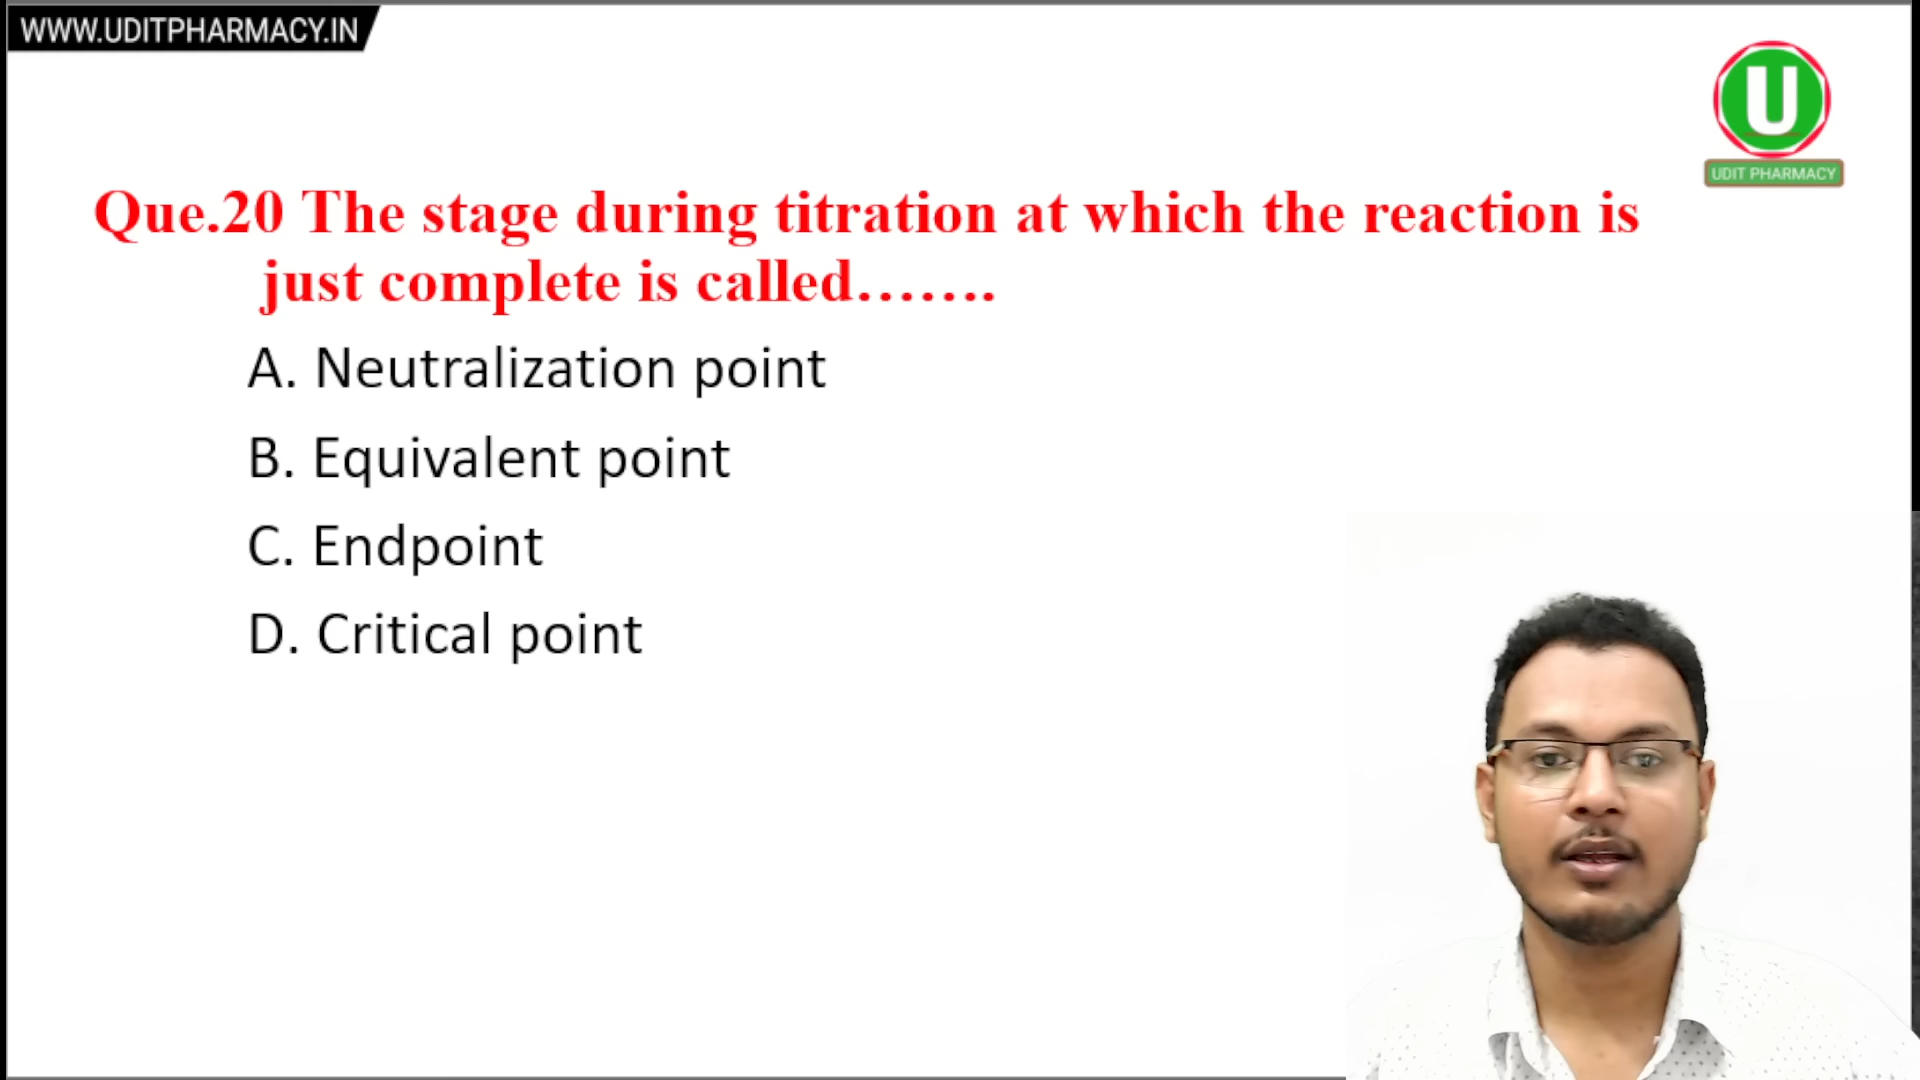 WWW.UDITPHARMACY.IN
U
UDIT PHARMACY
Que.20 The stage during titration at which the reaction is
just complete is called…….
A. Neutralization point
B. Equivalent point
C. Endpoint
D. Critical point